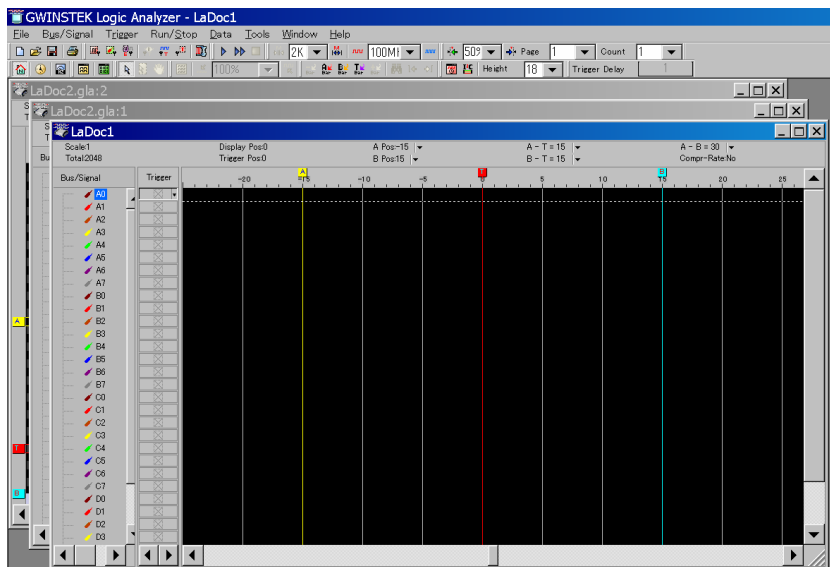 GWINSTEK Logic Analyzer - LaDoc1
File Bus/Signal Trigger Run/Stop Data Tools Window Help
2K 100M 50% Page 1 Count 1
100% Height 18 Trigger Delay 1
LaDoc2.gla:2
LaDoc2.gla:1
LaDoc1
Scale:1 Display Pos:0 A Pos:-15 A - T = 15 A - B = 30
Total:2048 Trigger Pos:0 B Pos:15 B - T = 15 Compr-Rate:No
Bus/Signal Trigger -20 -15 -10 -5 0 5 10 15 20 25
A T B
A0
A1
A2
A3
A4
A5
A6
A7
B0
B1
B2
B3
B4
B5
B6
B7
C0
C1
C2
C3
C4
C5
C6
C7
D0
D1
D2
D3
A
T
B
Bu